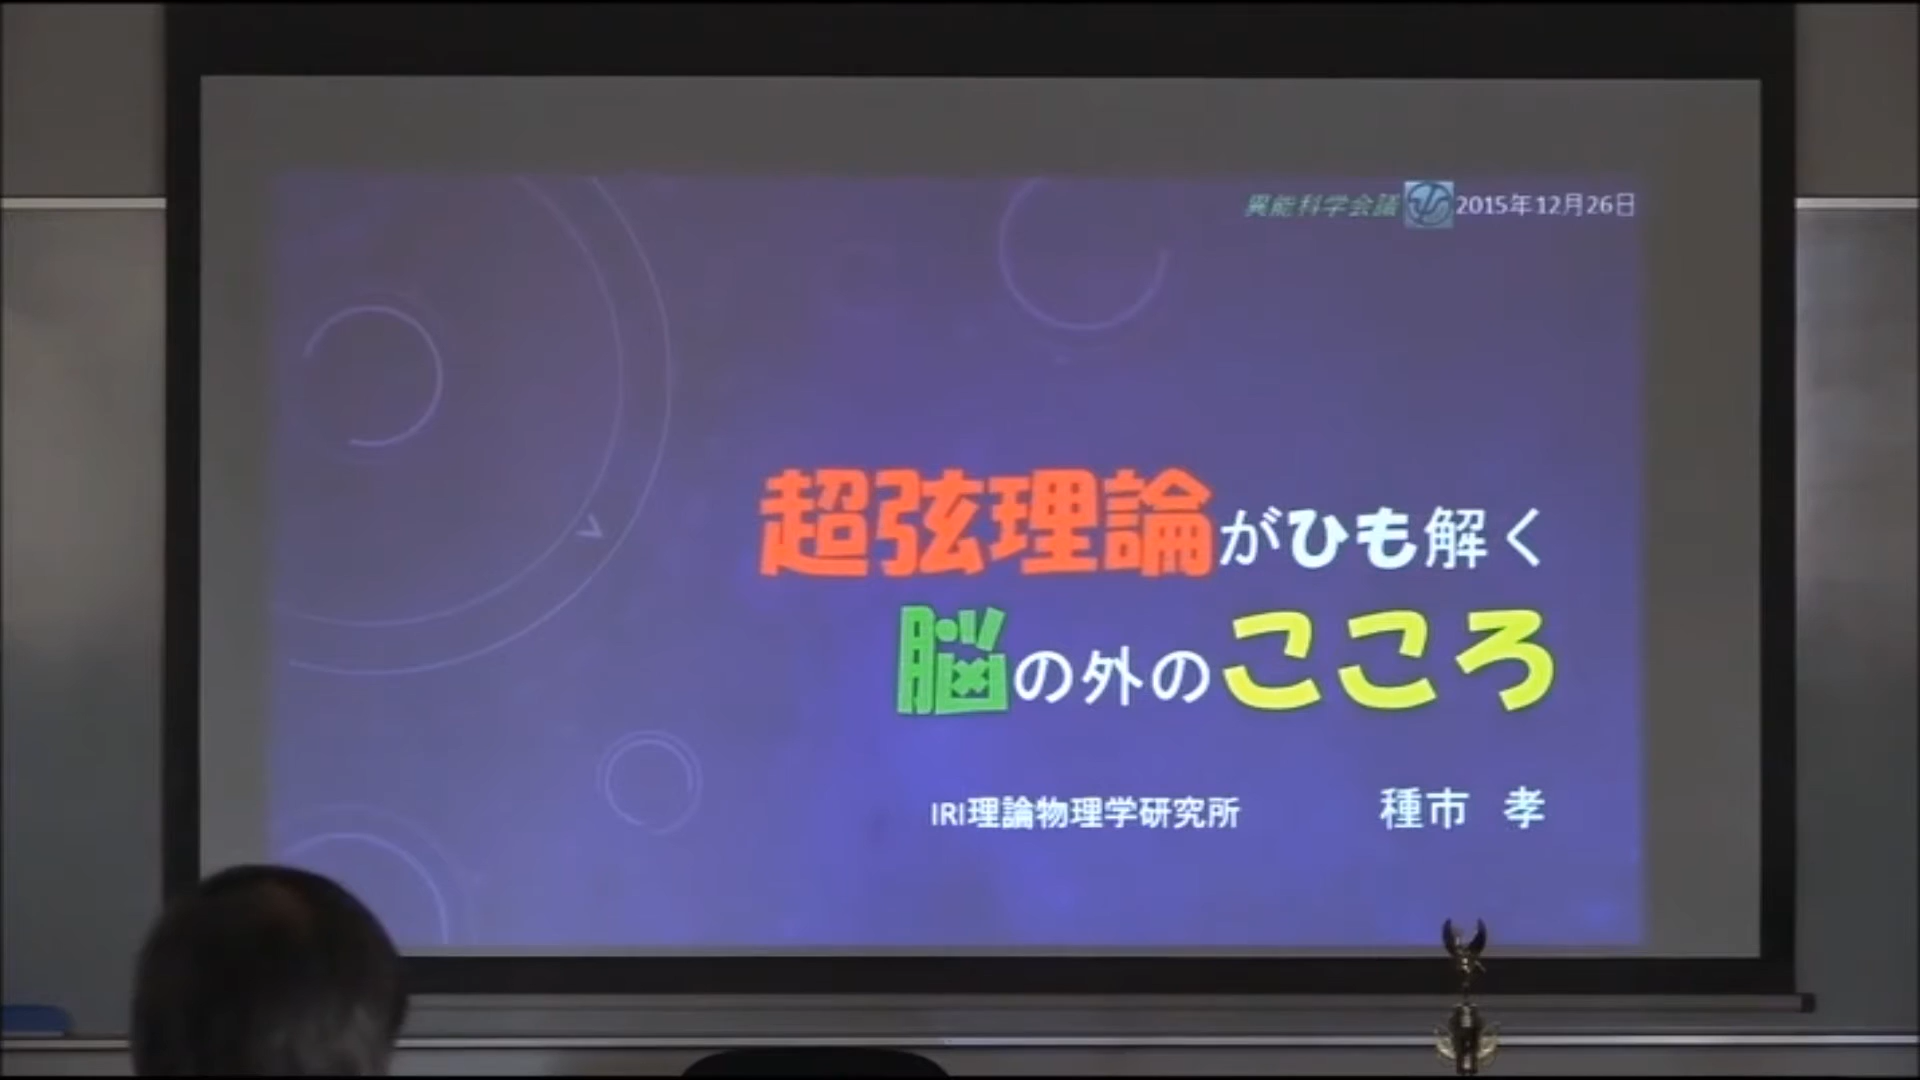 異能科学会議 2015年12月26日
超弦理論がひも解く
脳の外のこころ
IRI理論物理学研究所 種市 孝